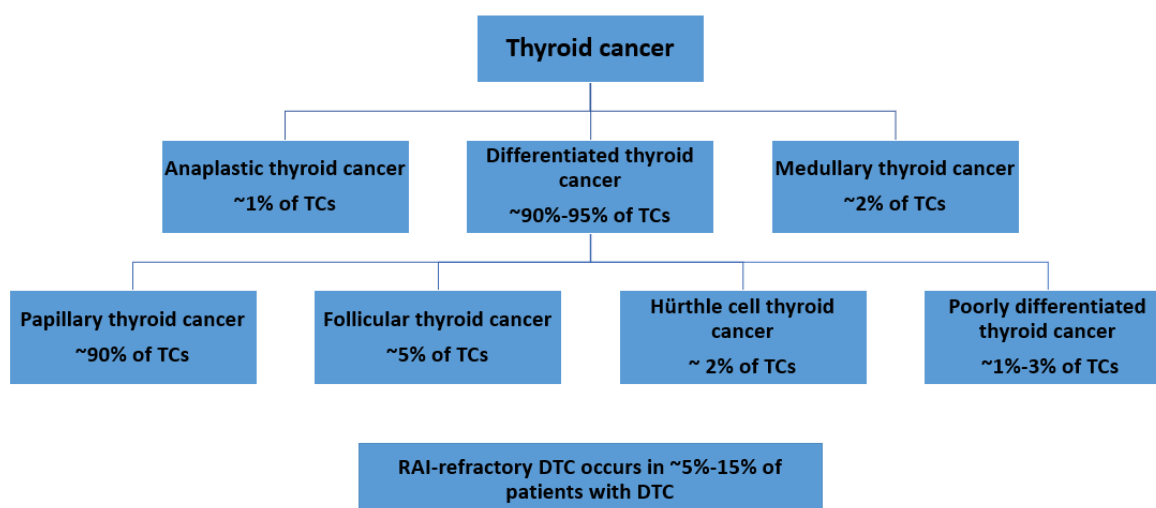 Thyroid cancer
Anaplastic thyroid cancer
~1% of TCs
Differentiated thyroid
cancer
~90%-95% of TCs
Medullary thyroid cancer
~2% of TCs
Papillary thyroid cancer
~90% of TCs
Follicular thyroid cancer
~5% of TCs
Hürthle cell thyroid
cancer
~ 2% of TCs
Poorly differentiated
thyroid cancer
~1%-3% of TCs
RAI-refractory DTC occurs in ~5%-15% of
patients with DTC